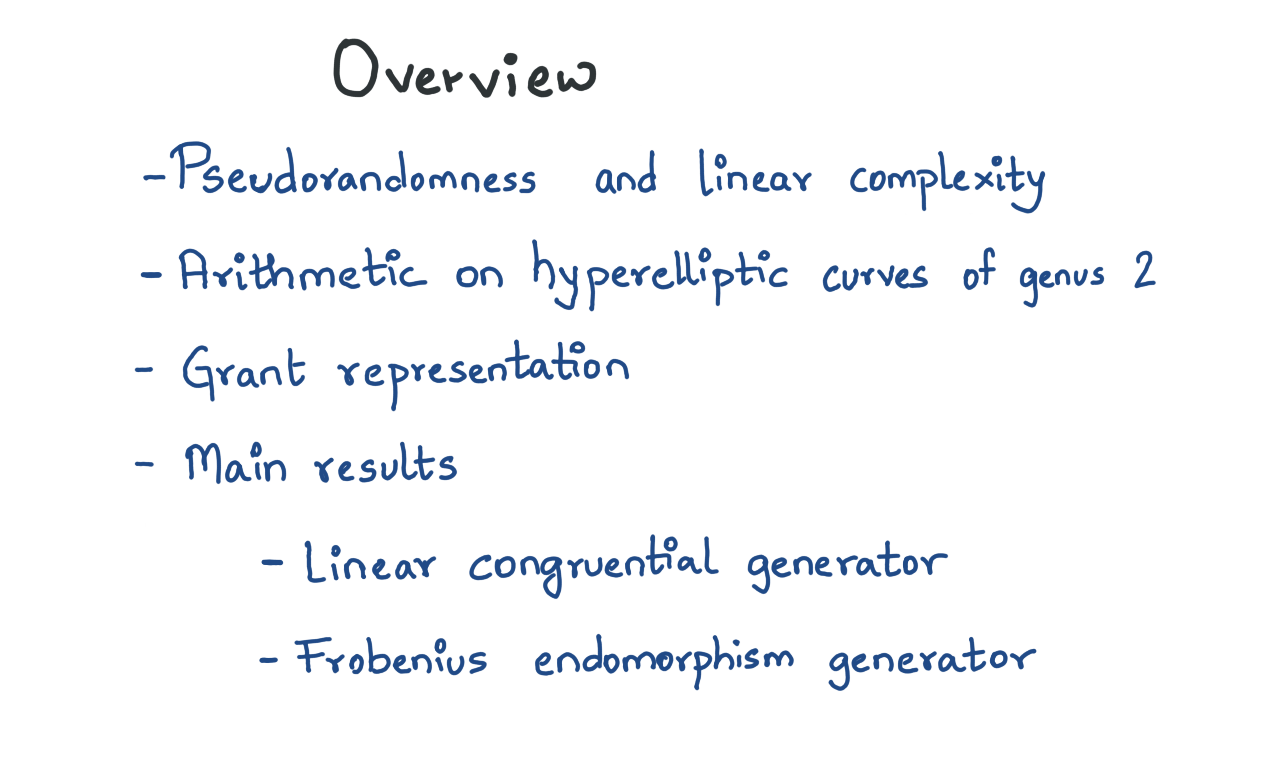 Overview
- Pseudorandomness and linear complexity
- Arithmetic on hyperelliptic curves of genus 2
- Grant representation
- Main results
- Linear congruential generator
- Frobenius endomorphism generator